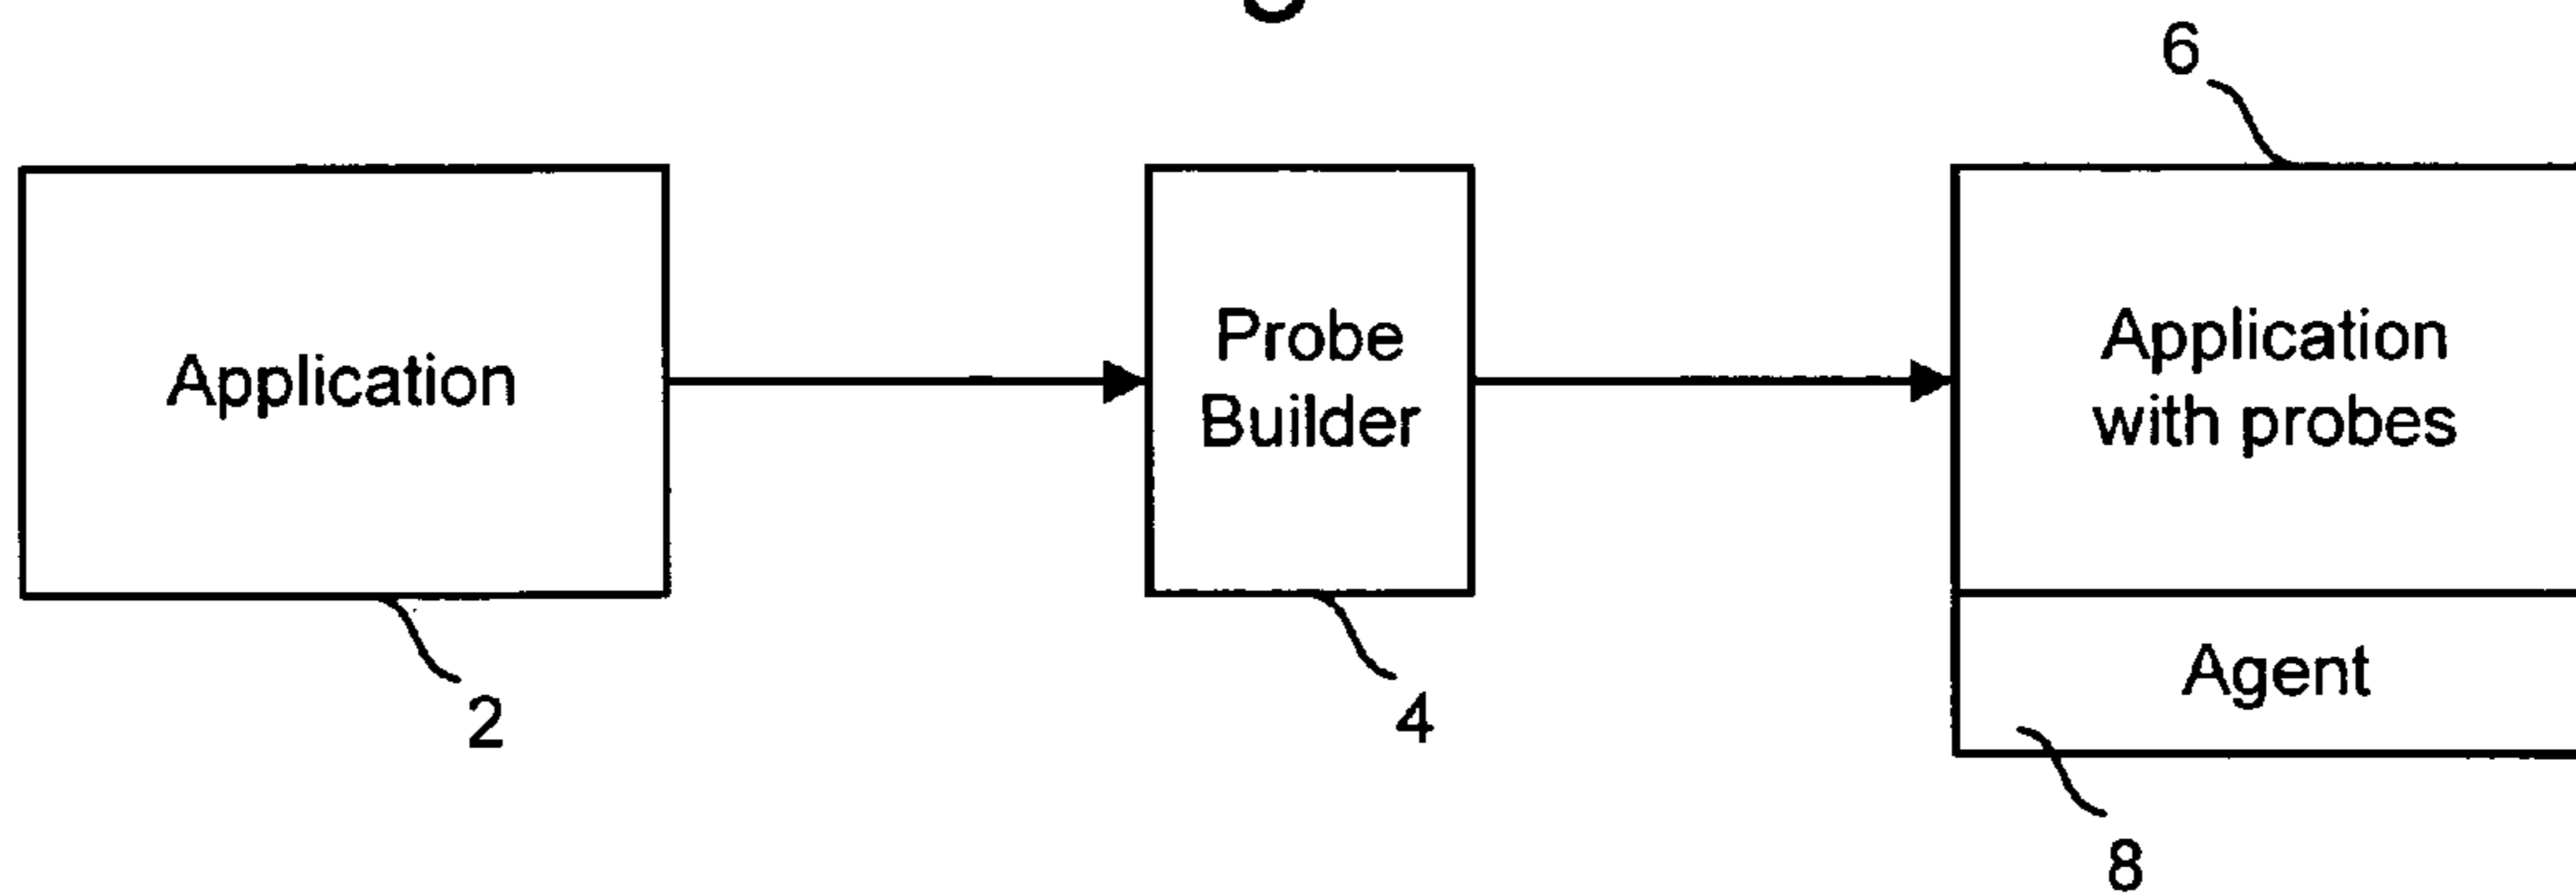 6
Application
Probe
Builder
Application
with probes
Agent
2
4
8